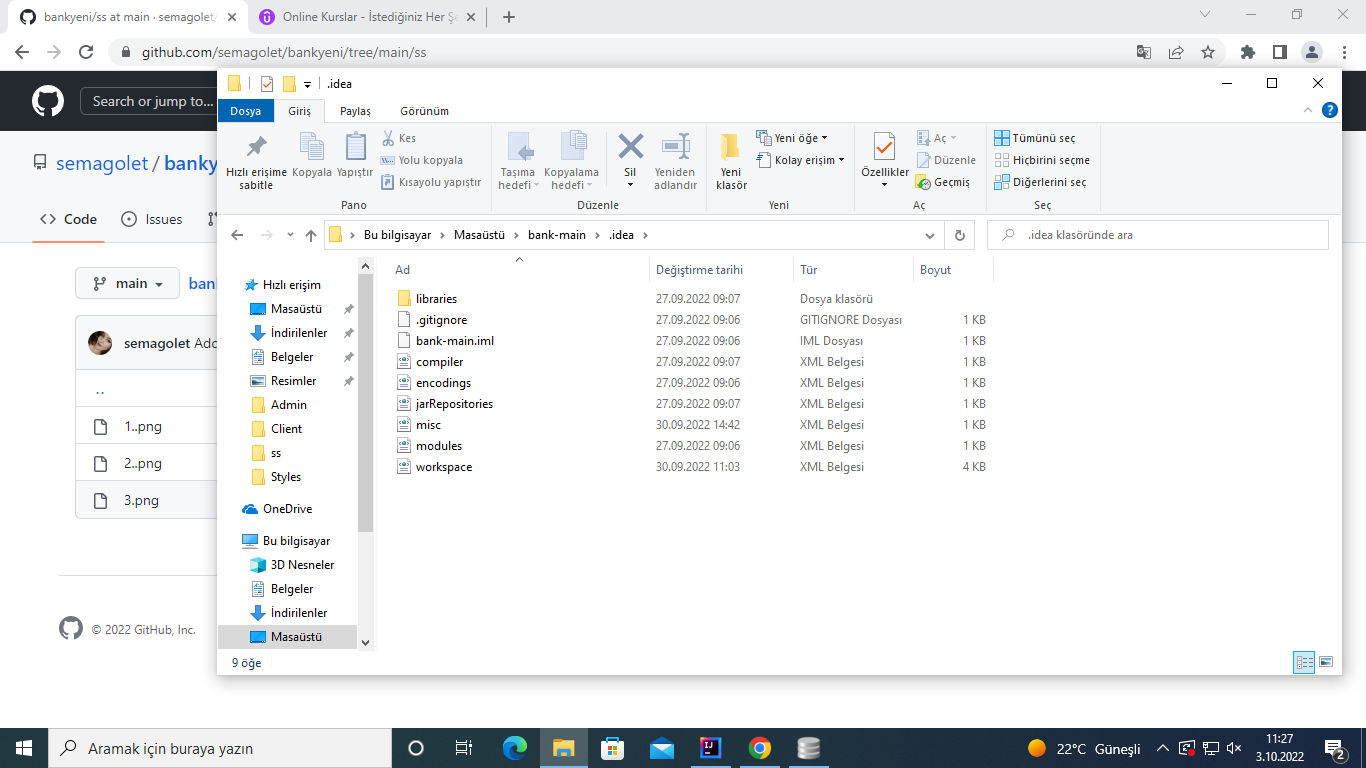 bankyeni/ss at main · semagolet/
Online Kurslar - İstediğiniz Her Şe
github.com/semagolet/bankyeni/tree/main/ss
Search or jump to...
semagolet / banky
Code
Issues
main
ban
semagolet Add
..
1..png
2..png
3.png
© 2022 GitHub, Inc.
.idea
Dosya
Giriş
Paylaş
Görünüm
Hızlı erişime sabitle
Kopyala
Yapıştır
Kes
Yolu kopyala
Kısayolu yapıştır
Pano
Taşıma hedefi
Kopyalama hedefi
Sil
Yeniden adlandır
Düzenle
Yeni klasör
Yeni öğe
Kolay erişim
Yeni
Özellikler
Aç
Düzenle
Geçmiş
Aç
Tümünü seç
Hiçbirini seçme
Diğerlerini seç
Seç
Bu bilgisayar > Masaüstü > bank-main > .idea >
.idea klasöründe ara
Hızlı erişim
Masaüstü
İndirilenler
Belgeler
Resimler
Admin
Client
ss
Styles
OneDrive
Bu bilgisayar
3D Nesneler
Belgeler
İndirilenler
Masaüstü
Ad Değiştirme tarihi Tür Boyut
libraries 27.09.2022 09:07 Dosya klasörü
.gitignore 27.09.2022 09:06 GITIGNORE Dosyası 1 KB
bank-main.iml 27.09.2022 09:06 IML Dosyası 1 KB
compiler 27.09.2022 09:07 XML Belgesi 1 KB
encodings 27.09.2022 09:06 XML Belgesi 1 KB
jarRepositories 27.09.2022 09:07 XML Belgesi 1 KB
misc 30.09.2022 14:42 XML Belgesi 1 KB
modules 27.09.2022 09:06 XML Belgesi 1 KB
workspace 30.09.2022 11:03 XML Belgesi 4 KB
9 öğe
Aramak için buraya yazın
22°C Güneşli
11:27
3.10.2022
2